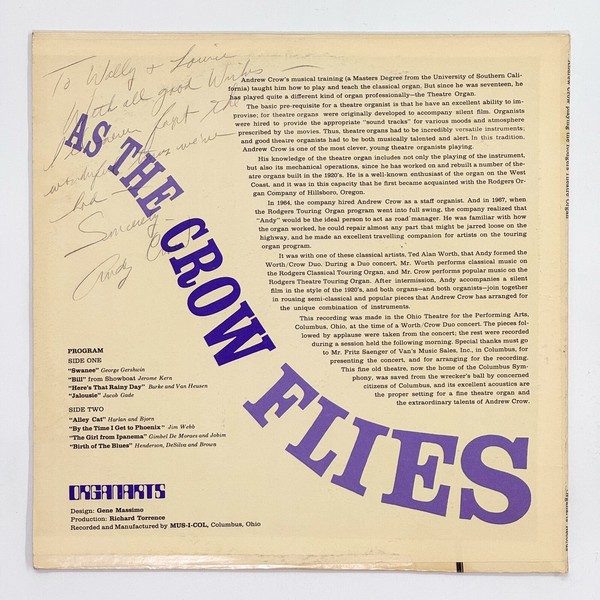 To Wally + Louise
With all good Wishes
never
wonderful we've
had
Sincerely
Andy
AS THE CROW FLIES
Andrew Crow's musical training (a Masters Degree from the University of Southern Cali-
fornia) taught him how to play and teach the classical organ. But since he was seventeen, he
has played quite a different kind of organ professionally—the Theatre Organ.
The basic pre-requisite for a theatre organist is that he have an excellent ability to im-
provise; for theatre organs were originally developed to accompany silent film. Organists
were hired to provide the appropriate "sound tracks" for various moods and atmosphere
prescribed by the movies. Thus, theatre organs had to be incredibly versatile instruments;
and good theatre organists had to be both musically talented and alert. In this tradition,
Andrew Crow is one of the most clever, young theatre organists playing.
His knowledge of the theatre organ includes not only the playing of the instrument,
but also its mechanical operations, since he has worked on and rebuilt a number of the-
atre organs built in the 1920's. He is a well-known enthusiast of the organ on the West
Coast, and it was in this capacity that he first became acquainted with the Rodgers Or-
gan Company of Hillsboro, Oregon.
In 1964, the company hired Andrew Crow as a staff organist. And in 1967, when
the Rodgers Touring Organ program went into full swing, the company realized that
"Andy" would be the ideal person to act as road manager. He was familiar with how
the organ worked, he could repair almost any part that might be jarred loose on the
highway, and he made an excellent travelling companion for artists on the touring
organ program.
It was with one of these classical artists, Ted Alan Worth, that Andy formed the
Worth/Crow Duo. During a Duo concert, Mr. Worth performs classical music on
the Rodgers Classical Touring Organ, and Mr. Crow performs popular music on the
Rodgers Theatre Touring Organ. After intermission, Andy accompanies a silent
film in the style of the 1920's, and both organs—and both organists—join together
in rousing semi-classical and popular pieces that Andrew Crow has arranged for
the unique combination of instruments.
This recording was made in the Ohio Theatre for the Performing Arts,
Columbus, Ohio, at the time of a Worth/Crow Duo concert. The pieces fol-
lowed by applause were taken from the concert; the rest were recorded
during a session held the following morning. Special thanks must go
to Mr. Fritz Saenger of Van's Music Sales, Inc., in Columbus, for
presenting the concert, and for arranging for the recording.
This fine old theatre, now the home of the Columbus Sym-
phony, was saved from the wrecker's ball by concerned
citizens of Columbus, and its excellent acoustics are
the proper setting for a fine theatre organ and
the extraordinary talents of Andrew Crow.
PROGRAM
SIDE ONE
"Swanee" George Gershwin
"Bill" from Showboat Jerome Kern
"Here's That Rainy Day" Burke and Van Heusen
"Jalousie" Jacob Gade
SIDE TWO
"Alley Cat" Harlan and Bjorn
"By the Time I Get to Phoenix" Jim Webb
"The Girl from Ipanema" Gimbel De Moraes and Jobim
"Birth of The Blues" Henderson, DeSilva and Brown
ORGANARTS
Design: Gene Massimo
Production: Richard Torrence
Recorded and Manufactured by MUS-I-COL, Columbus, Ohio